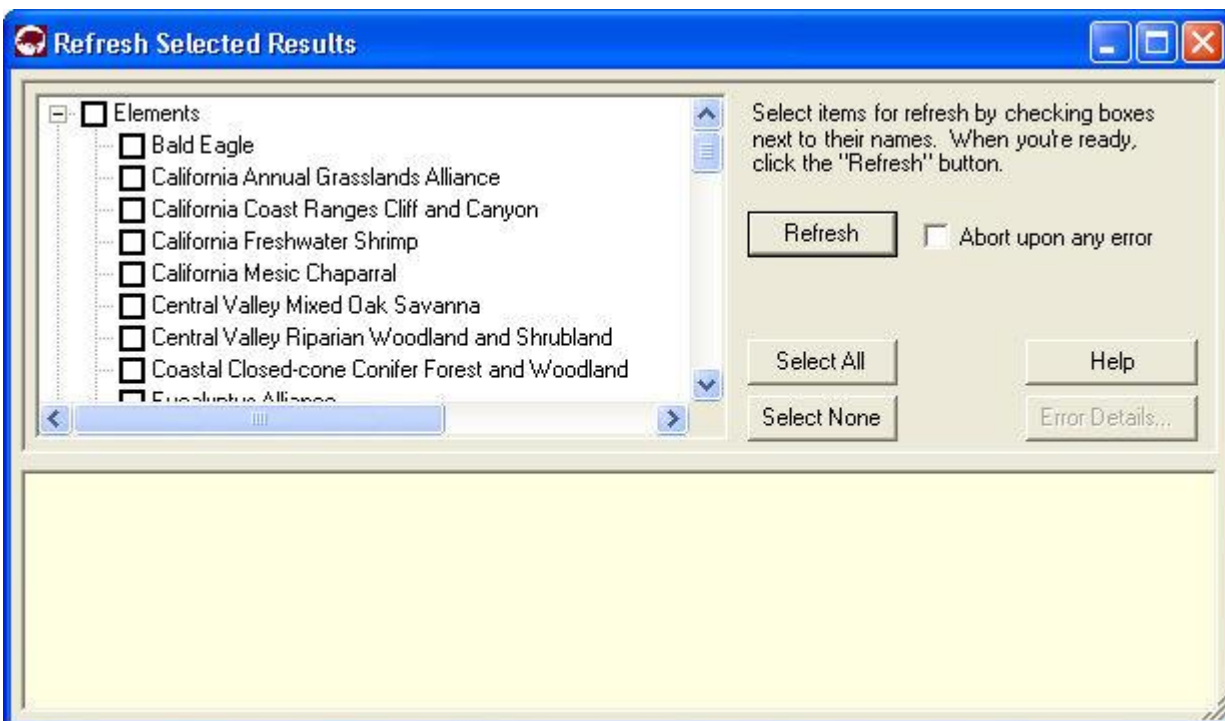 Refresh Selected Results
Elements
Bald Eagle
California Annual Grasslands Alliance
California Coast Ranges Cliff and Canyon
California Freshwater Shrimp
California Mesic Chaparral
Central Valley Mixed Oak Savanna
Central Valley Riparian Woodland and Shrubland
Coastal Closed-cone Conifer Forest and Woodland
Eucalyptus Alliance
Select items for refresh by checking boxes
next to their names. When you're ready,
click the "Refresh" button.
Refresh
Abort upon any error
Select All
Help
Select None
Error Details...